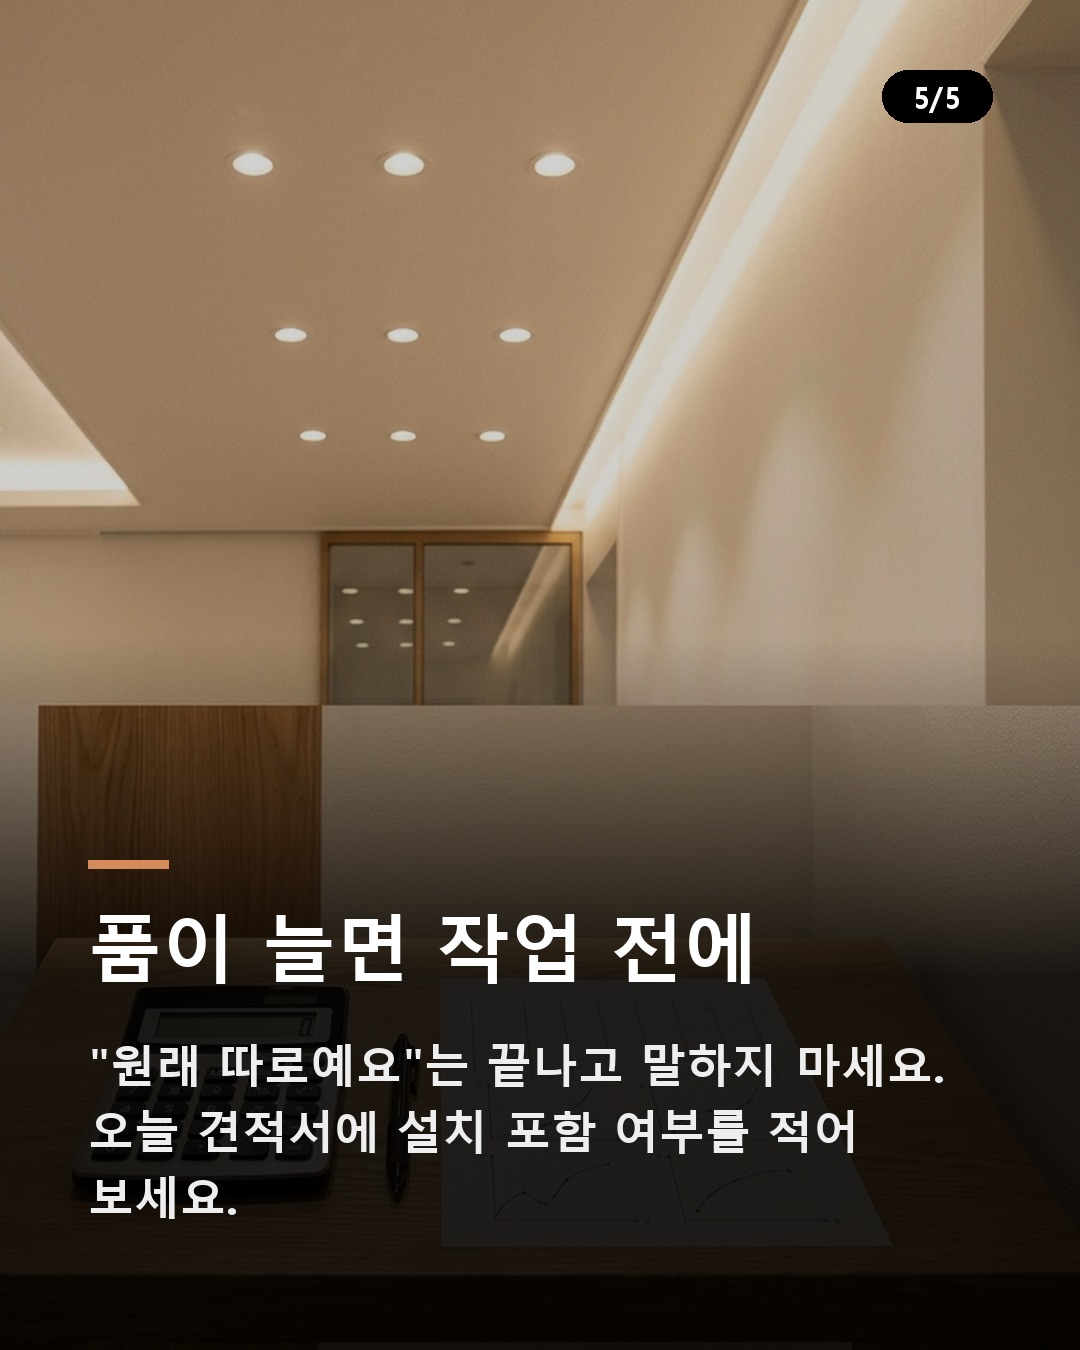 5/5
품이 늘면 작업 전에
"원래 따로예요"는 끝나고 말하지 마세요.
오늘 견적서에 설치 포함 여부를 적어
보세요.